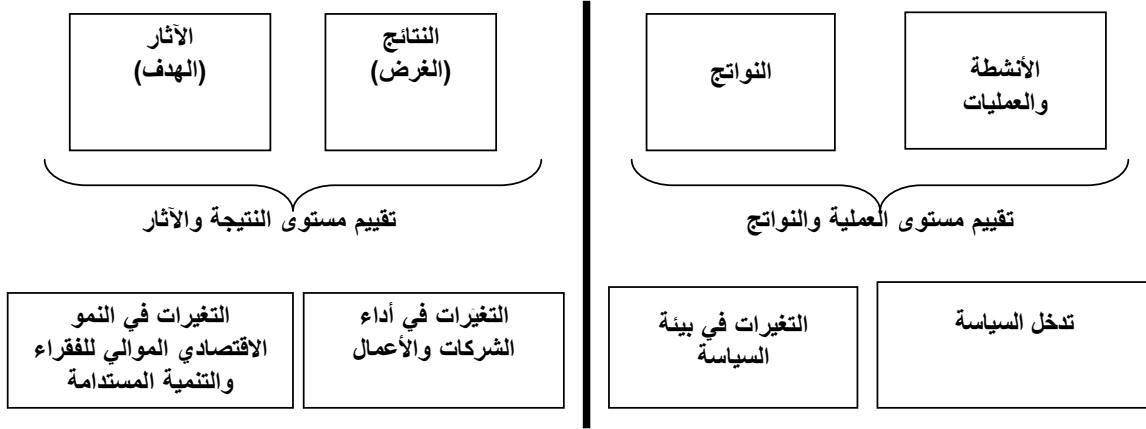 الأنشطة
والعمليات
النواتج
النتائج
(الغرض)
الآثار
(الهدف)
تقييم مستوى العملية والنواتج
تقييم مستوى النتيجة والآثار
تدخل السياسة
التغيرات في بيئة
السياسة
التغيرات في أداء
الشركات والأعمال
التغيرات في النمو
الاقتصادي الموالي للفقراء
والتنمية المستدامة